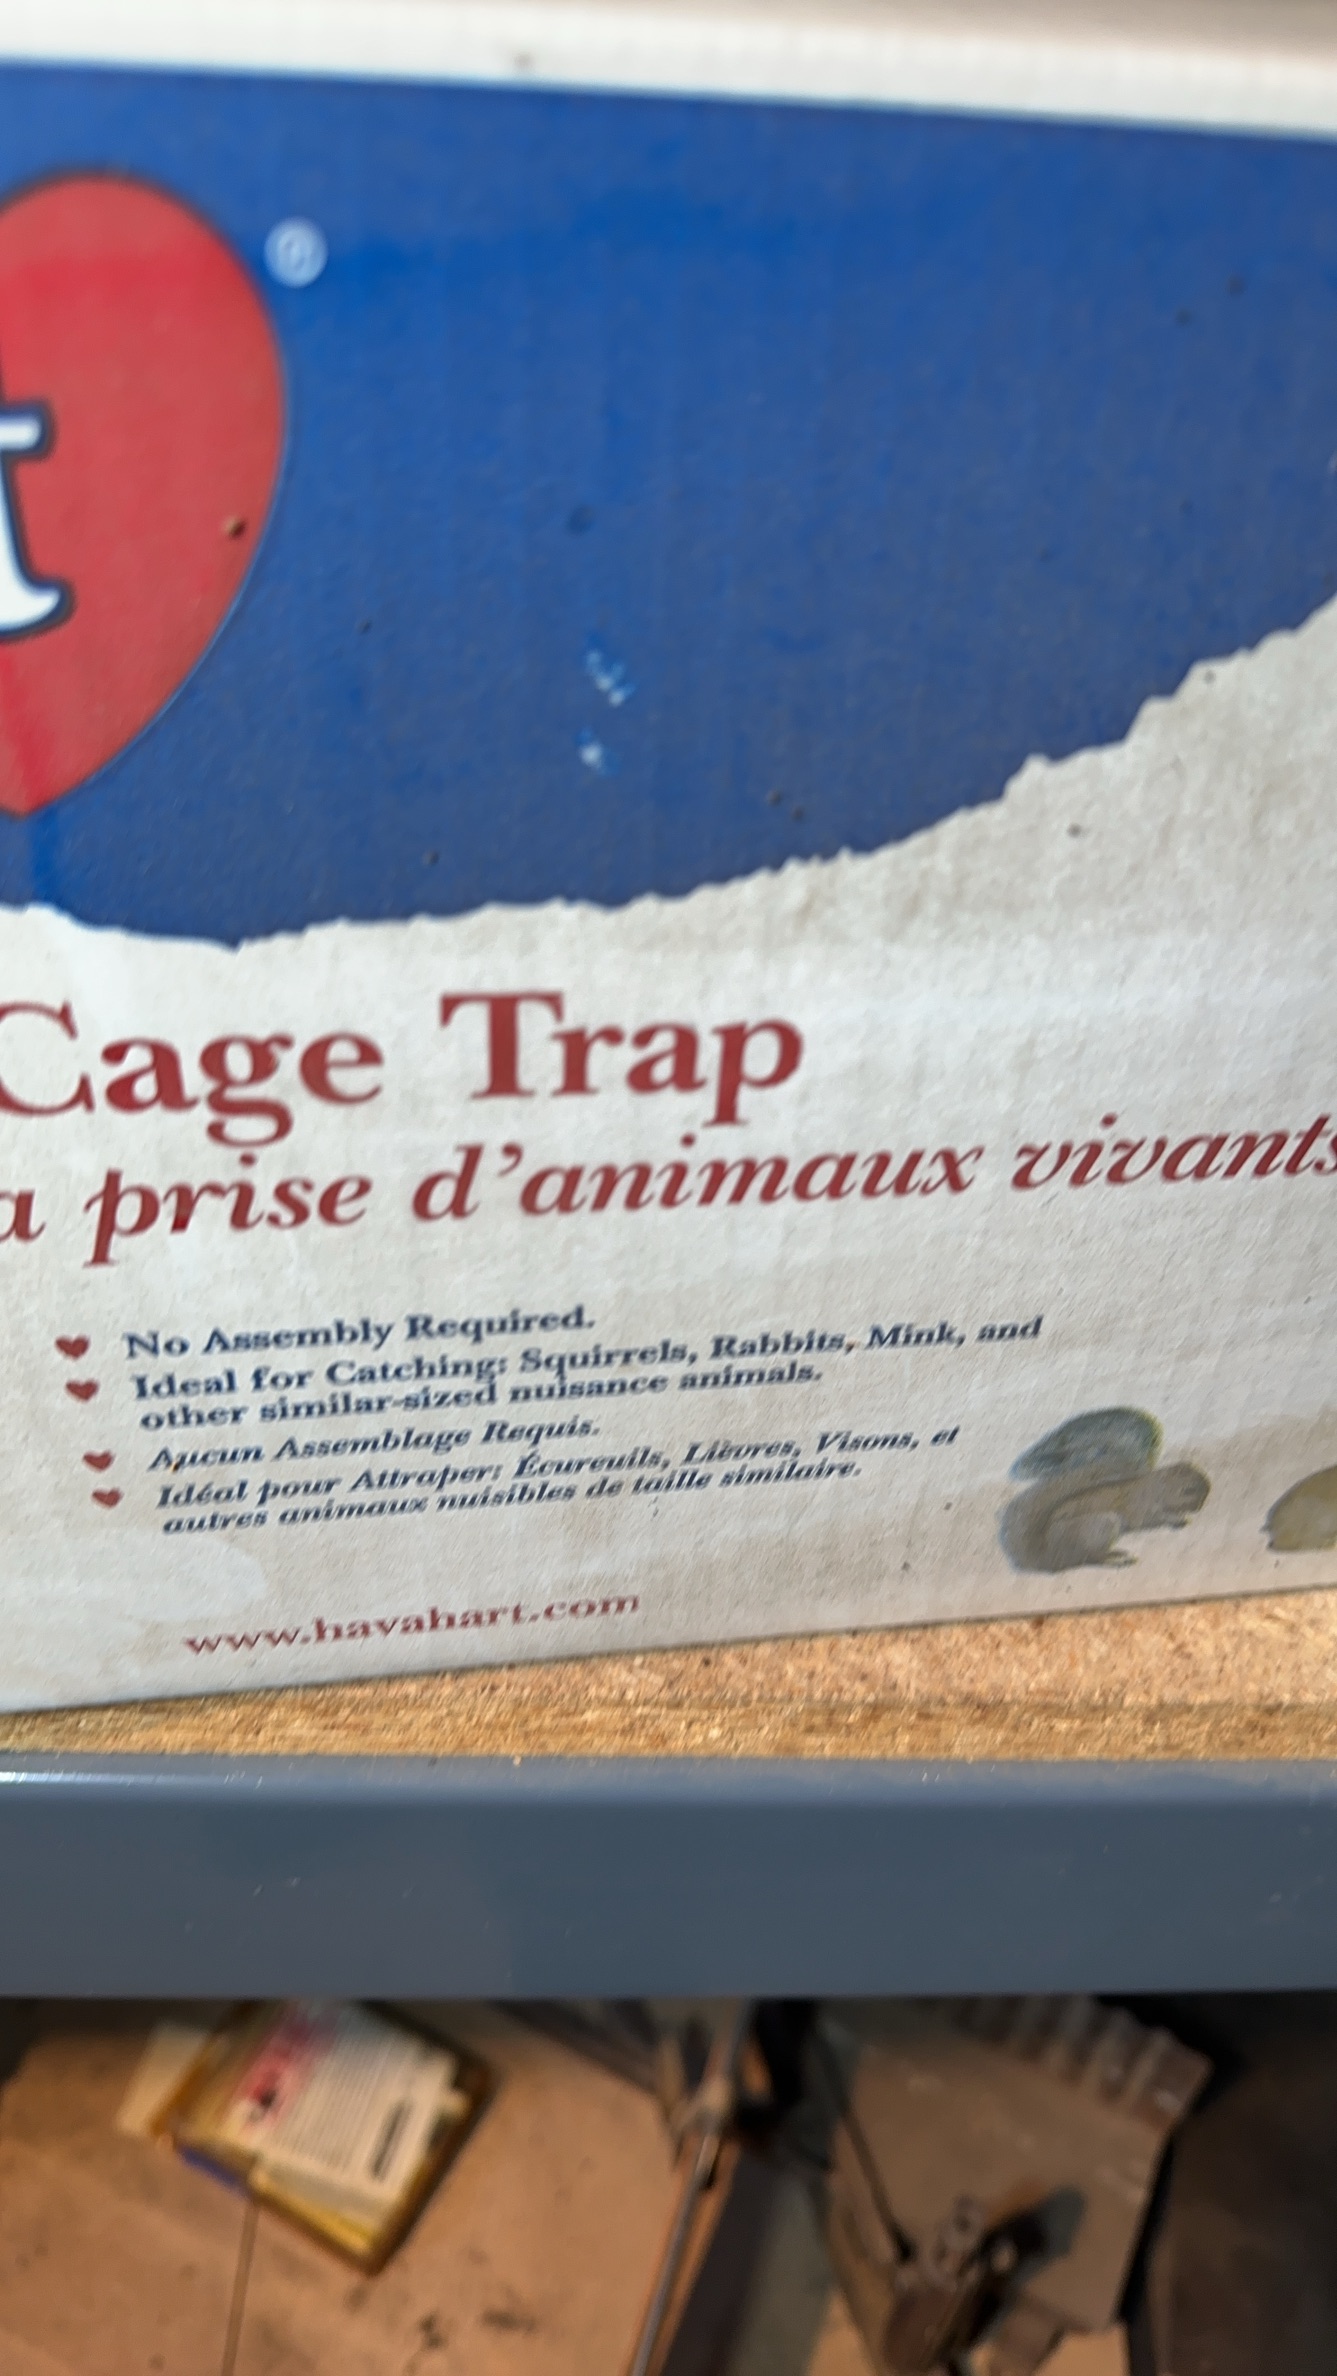 t
®
Cage Trap
a prise d'animaux vivants
No Assembly Required.
Ideal for Catching: Squirrels, Rabbits, Mink, and
other similar-sized nuisance animals.
Aucun Assemblage Requis.
Idéal pour Attraper: Écureuils, Lièvres, Visons, et
autres animaux nuisibles de taille similaire.
www.havahart.com